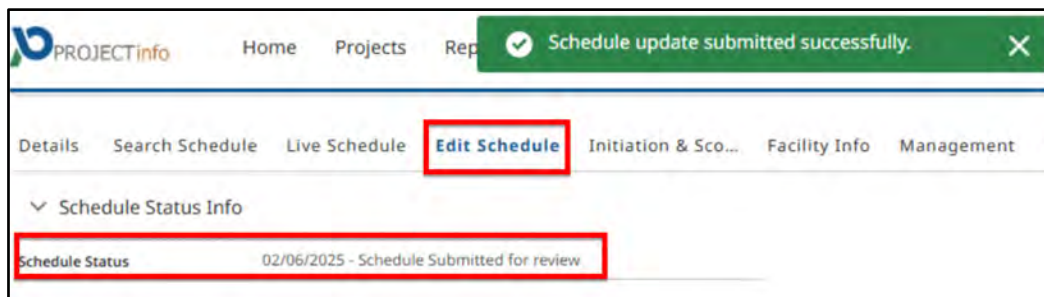 PROJECTinfo Home Projects Rep Schedule update submitted successfully.
Details Search Schedule Live Schedule Edit Schedule Initiation & Sco... Facility Info Management
Schedule Status Info
Schedule Status 02/06/2025 - Schedule Submitted for review